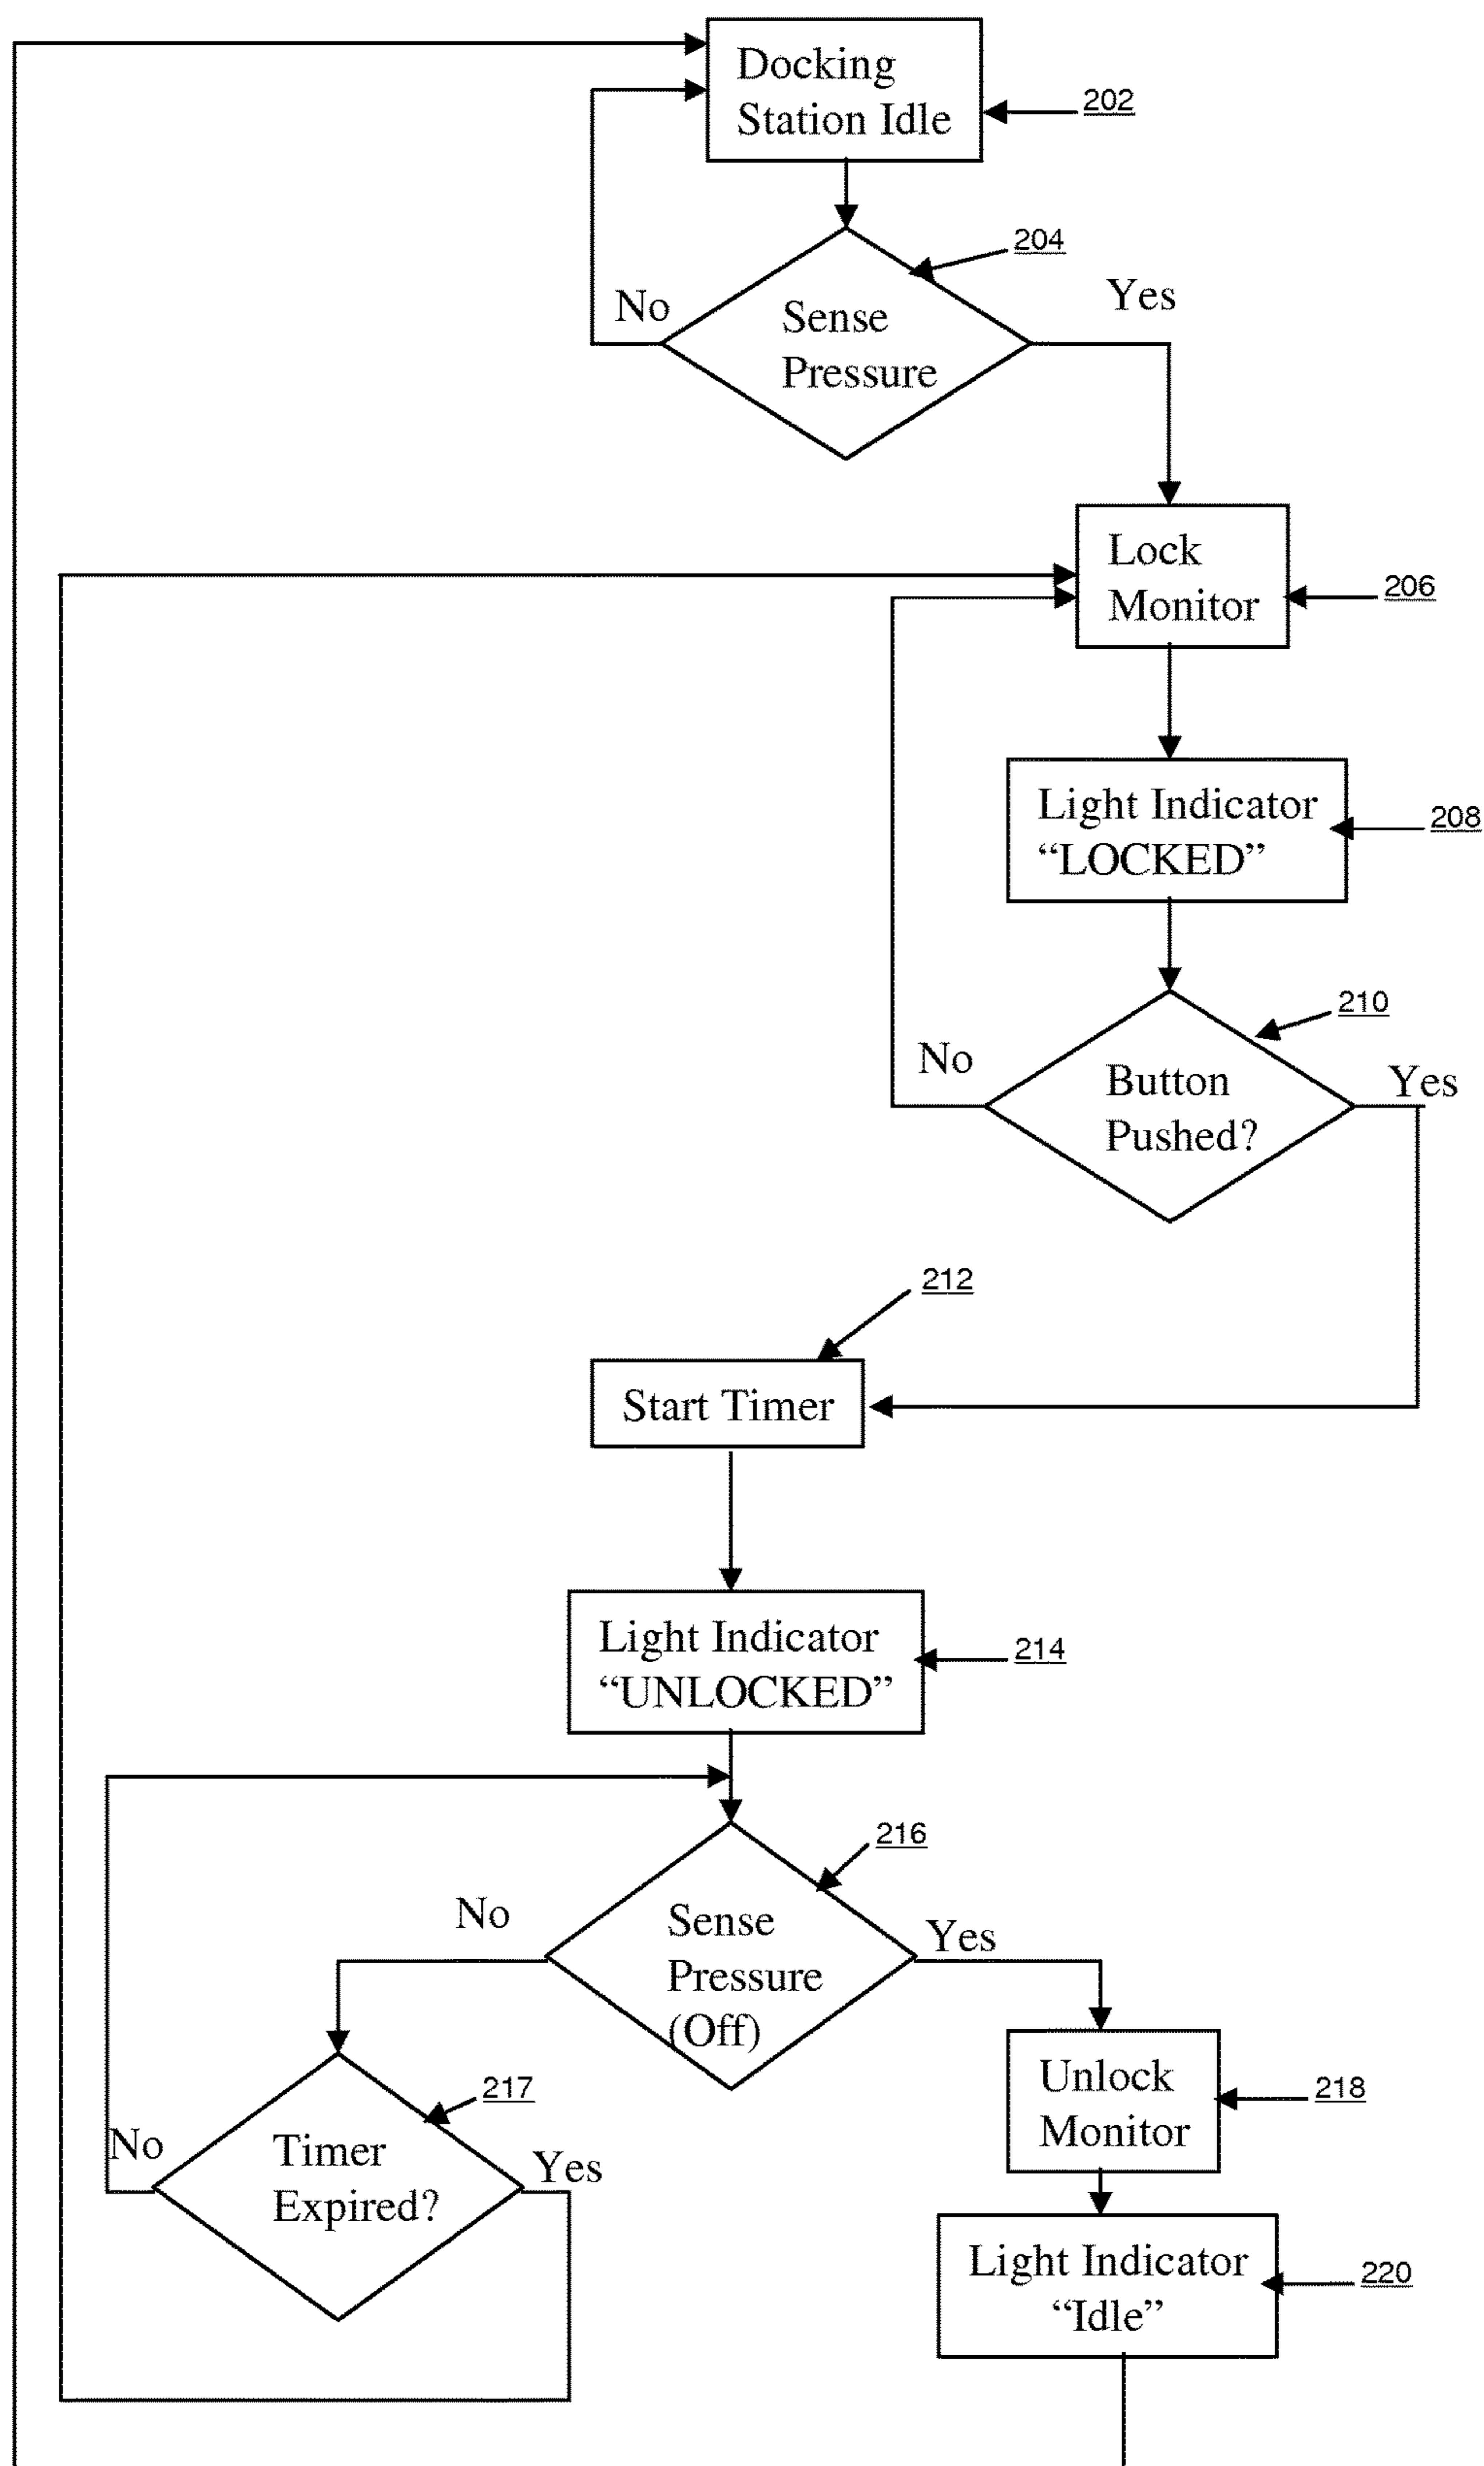 Docking
Station Idle
202
204
No
Yes
Sense
Pressure
Lock
Monitor
206
Light Indicator
“LOCKED”
208
210
No
Yes
Button
Pushed?
212
Start Timer
Light Indicator
“UNLOCKED”
214
216
No
Yes
Sense
Pressure
(Off)
217
No
Yes
Timer
Expired?
Unlock
Monitor
218
Light Indicator
“Idle”
220